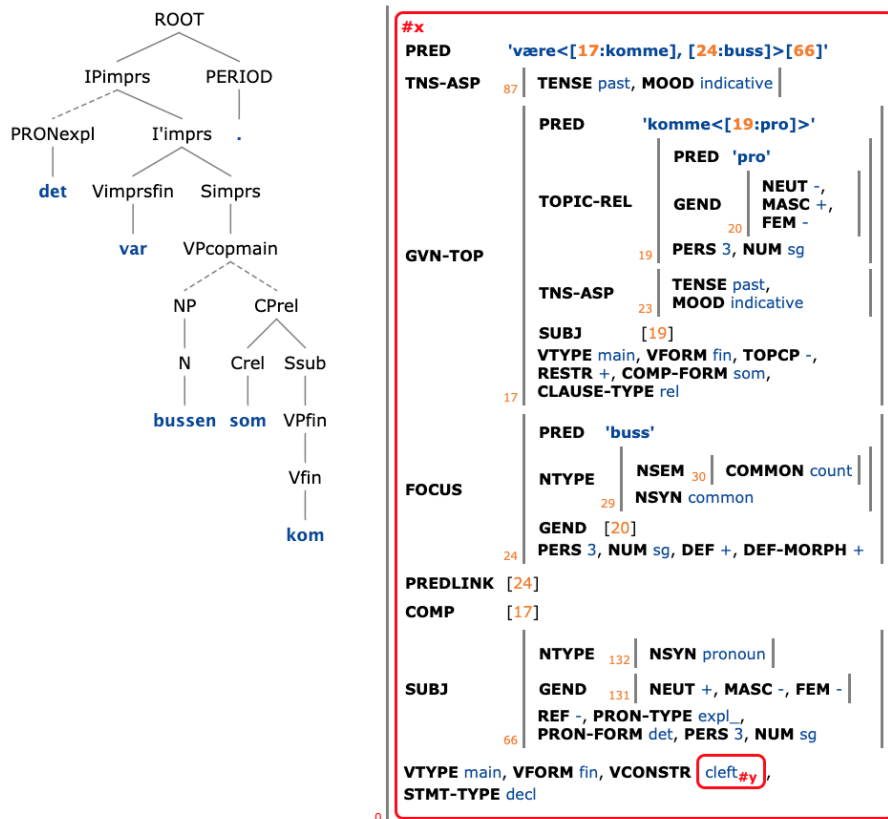 ROOT
IPimprs PERIOD
PRONexpl I'imprs .
det Vimprsfin Simprs
var VPcopmain
NP CPrel
N Crel Ssub
bussen som VPfin
Vfin
kom
#x
PRED 'være<[17:komme], [24:buss]>[66]'
TNS-ASP 87 TENSE past, MOOD indicative
PRED 'komme<[19:pro]>'
PRED 'pro'
NEUT -,
TOPIC-REL GEND MASC +,
20 FEM -
19 PERS 3, NUM sg
GVN-TOP
TENSE past,
TNS-ASP 23 MOOD indicative
SUBJ [19]
VTYPE main, VFORM fin, TOPCP -,
RESTR +, COMP-FORM som,
17 CLAUSE-TYPE rel
PRED 'buss'
NTYPE NSEM 30 COMMON count
29 NSYN common
FOCUS
GEND [20]
24 PERS 3, NUM sg, DEF +, DEF-MORPH +
PREDLINK [24]
COMP [17]
NTYPE 132 NSYN pronoun
SUBJ GEND 131 NEUT +, MASC -, FEM -
REF -, PRON-TYPE expl_,
66 PRON-FORM det, PERS 3, NUM sg
VTYPE main, VFORM fin, VCONSTR cleft#y,
0 STMT-TYPE decl